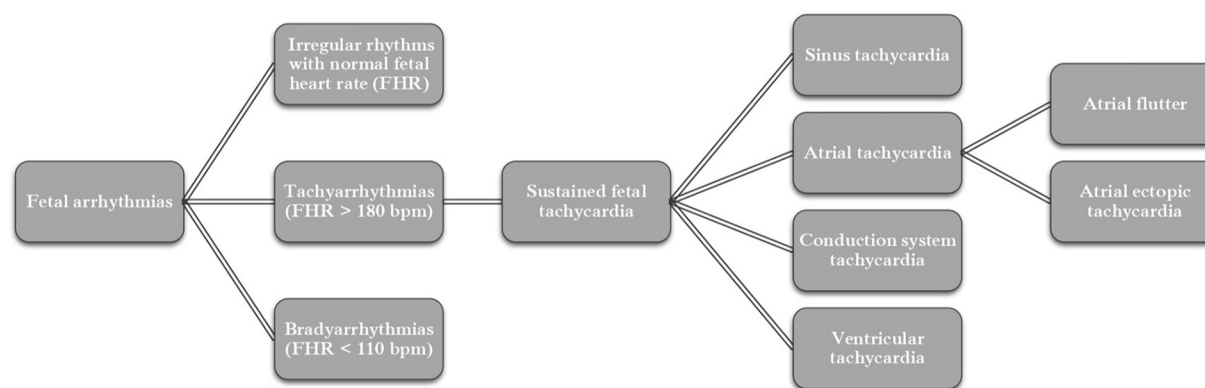 Fetal arrhythmias
Irregular rhythms
with normal fetal
heart rate (FHR)
Tachyarrhythmias
(FHR > 180 bpm)
Bradyarrhythmias
(FHR < 110 bpm)
Sustained fetal
tachycardia
Sinus tachycardia
Atrial tachycardia
Conduction system
tachycardia
Ventricular
tachycardia
Atrial flutter
Atrial ectopic
tachycardia